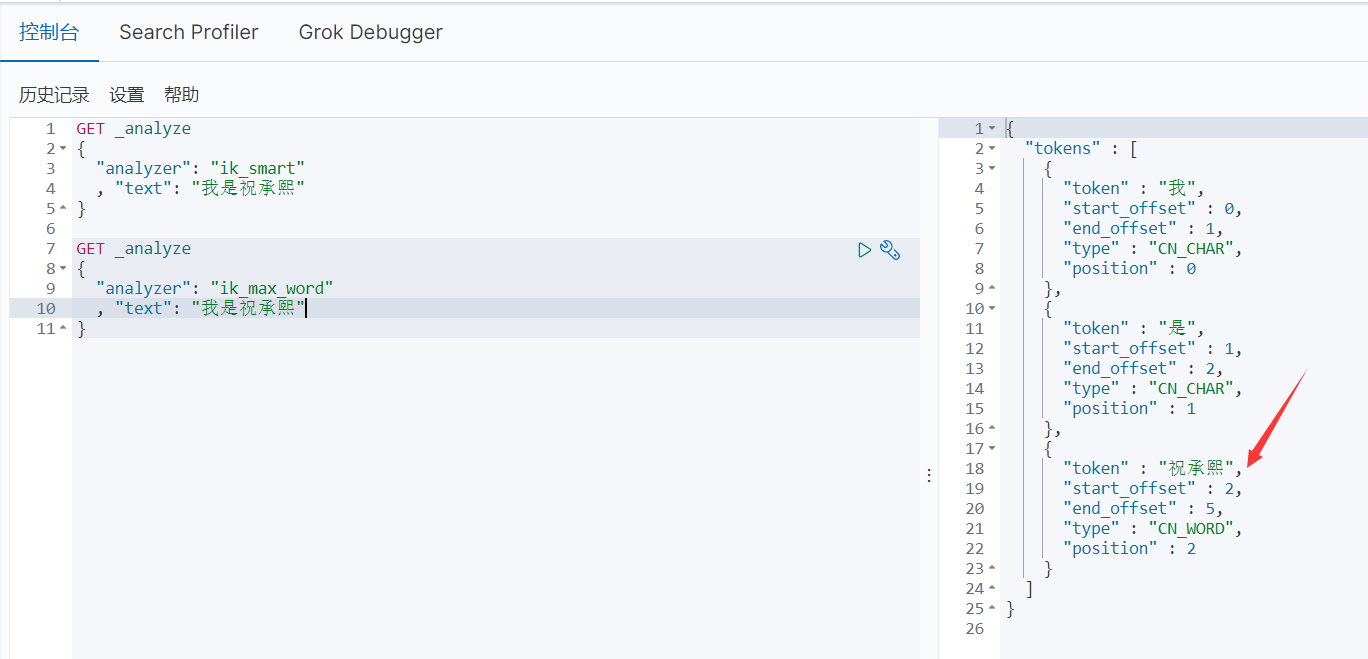 控制台 Search Profiler Grok Debugger
历史记录 设置 帮助
1 GET _analyze
2 {
3 "analyzer": "ik_smart"
4 , "text": "我是祝承熙"
5 }
6
7 GET _analyze
8 {
9 "analyzer": "ik_max_word"
10 , "text": "我是祝承熙"
11 }
1 {
2 "tokens" : [
3 {
4 "token" : "我",
5 "start_offset" : 0,
6 "end_offset" : 1,
7 "type" : "CN_CHAR",
8 "position" : 0
9 },
10 {
11 "token" : "是",
12 "start_offset" : 1,
13 "end_offset" : 2,
14 "type" : "CN_CHAR",
15 "position" : 1
16 },
17 {
18 "token" : "祝承熙",
19 "start_offset" : 2,
20 "end_offset" : 5,
21 "type" : "CN_WORD",
22 "position" : 2
23 }
24 ]
25 }
26